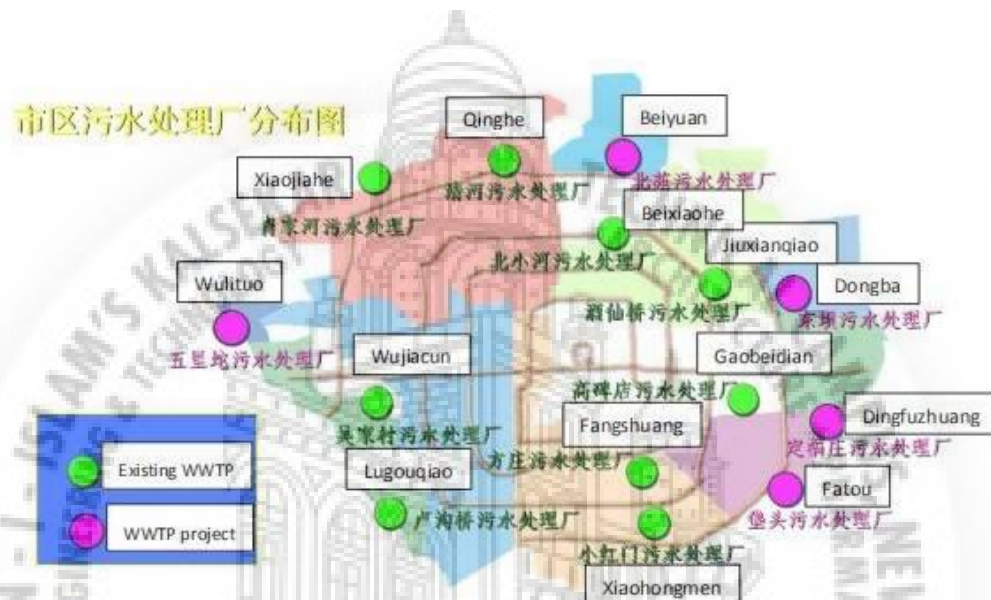 市区污水处理厂分布图
Qinghe
Beiyuan
Xiaojiahe
清河污水处理厂
北苑污水处理厂
Beixiaohe
肖家河污水处理厂
Jiuxianqiao
北小河污水处理厂
Wulituo
Dongba
酒仙桥污水处理厂
东坝污水处理厂
五里坨污水处理厂
Wujiacun
Gaobeidian
高碑店污水处理厂
Fangshuang
Dingfuzhuang
吴家村污水处理厂
定福庄污水处理厂
Existing WWTP
Lugouqiao
方庄污水处理厂
Fatou
卢沟桥污水处理厂
垡头污水处理厂
WWTP project
小红门污水处理厂
Xiaohongmen